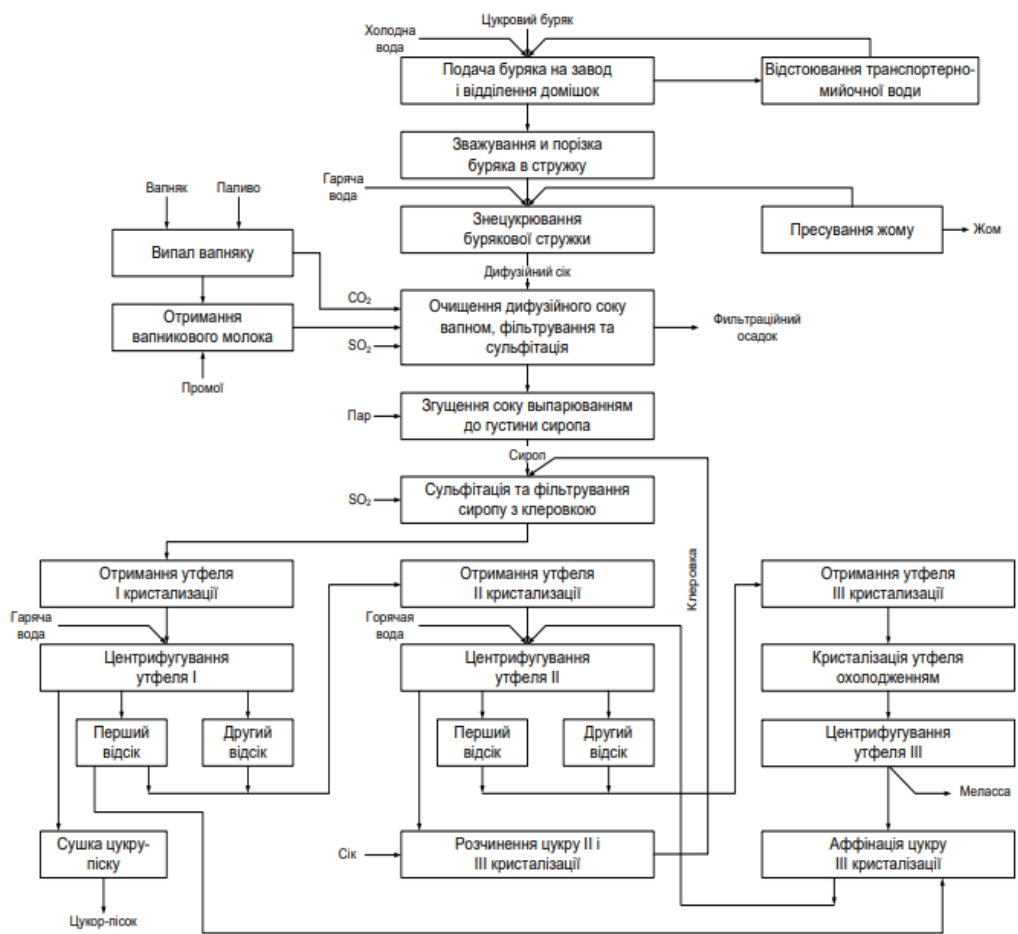 Цукровий буряк
Холодна
вода
Подача буряка на завод
і відділення домішок
Відстоювання транспортерно-
мийочної води
Зважування и порізка
буряка в стружку
Гаряча
вода
Вапняк
Паливо
Знецукрювання
бурякової стружки
Пресування жому
Жом
Випал вапняку
Дифузійний сік
CO2
Очищення дифузійного соку
вапном, фільтрування та
сульфітація
Отримання
вапникового молока
SO2
Фильтраційний
осадок
Промої
Пар
Згущення соку выпарюванням
до густини сиропа
Сироп
SO2
Сульфітація та фільтрування
сиропу з клеровкою
Клеровка
Отримання утфеля
I кристализації
Отримання утфеля
II кристализації
Отримання утфеля
III кристализації
Гаряча
вода
Горячая
вода
Центрифугування
утфеля I
Центрифугування
утфеля II
Кристалізація утфеля
охолодженням
Перший
відсік
Другий
відсік
Перший
відсік
Другий
відсік
Центрифугування
утфеля III
Меласса
Сушка цукру-
піску
Сік
Розчинення цукру II і
III кристалізації
Аффінація цукру
III кристалізації
Цукор-пісок